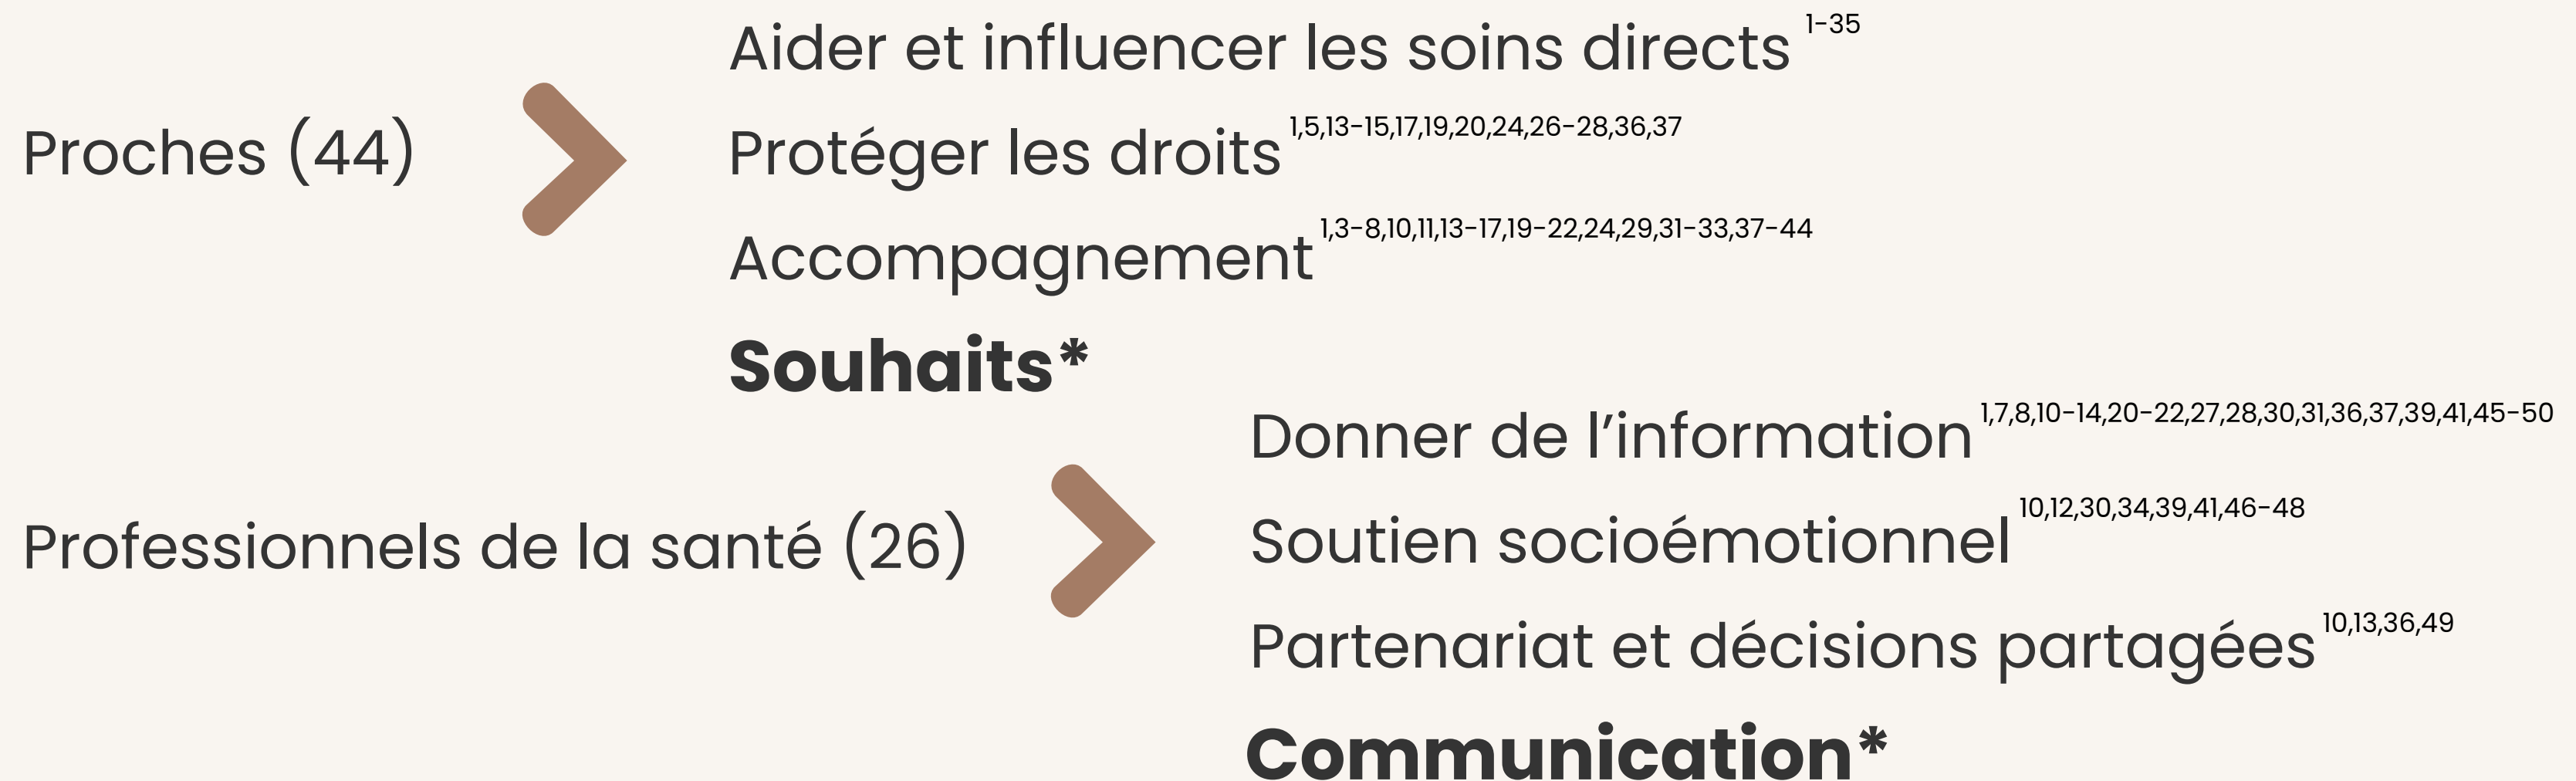 Aider et influencer les soins directs 1-35
Proches (44)
Protéger les droits 1,5,13-15,17,19,20,24,26-28,36,37
Accompagnement 1,3-8,10,11,13-17,19-22,24,29,31-33,37-44
Souhaits*
Donner de l’information 1,7,8,10-14,20-22,27,28,30,31,36,37,39,41,45-50
Professionnels de la santé (26)
Soutien socioémotionnel 10,12,30,34,39,41,46-48
Partenariat et décisions partagées 10,13,36,49
Communication*